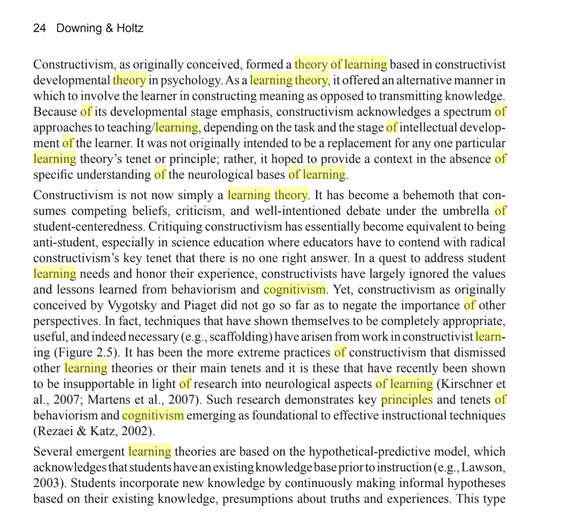 24 Downing & Holtz
Constructivism, as originally conceived, formed a theory of learning based in constructivist
developmental theory in psychology. As a learning theory, it offered an alternative manner in
which to involve the learner in constructing meaning as opposed to transmitting knowledge.
Because of its developmental stage emphasis, constructivism acknowledges a spectrum of
approaches to teaching/learning, depending on the task and the stage of intellectual develop-
ment of the learner. It was not originally intended to be a replacement for any one particular
learning theory's tenet or principle; rather, it hoped to provide a context in the absence of
specific understanding of the neurological bases of learning.
Constructivism is not now simply a learning theory. It has become a behemoth that con-
sumes competing beliefs, criticism, and well-intentioned debate under the umbrella of
student-centeredness. Critiquing constructivism has essentially become equivalent to being
anti-student, especially in science education where educators have to contend with radical
constructivism's key tenet that there is no one right answer. In a quest to address student
learning needs and honor their experience, constructivists have largely ignored the values
and lessons learned from behaviorism and cognitivism. Yet, constructivism as originally
conceived by Vygotsky and Piaget did not go so far as to negate the importance of other
perspectives. In fact, techniques that have shown themselves to be completely appropriate,
useful, and indeed necessary (e.g., scaffolding) have arisen from work in constructivist learn-
ing (Figure 2.5). It has been the more extreme practices of constructivism that dismissed
other learning theories or their main tenets and it is these that have recently been shown
to be insupportable in light of research into neurological aspects of learning (Kirschner et
al., 2007; Martens et al., 2007). Such research demonstrates key principles and tenets of
behaviorism and cognitivism emerging as foundational to effective instructional techniques
(Rezaei & Katz, 2002).
Several emergent learning theories are based on the hypothetical-predictive model, which
acknowledges that students have an existing knowledge base prior to instruction (e.g., Lawson,
2003). Students incorporate new knowledge by continuously making informal hypotheses
based on their existing knowledge, presumptions about truths and experiences. This type